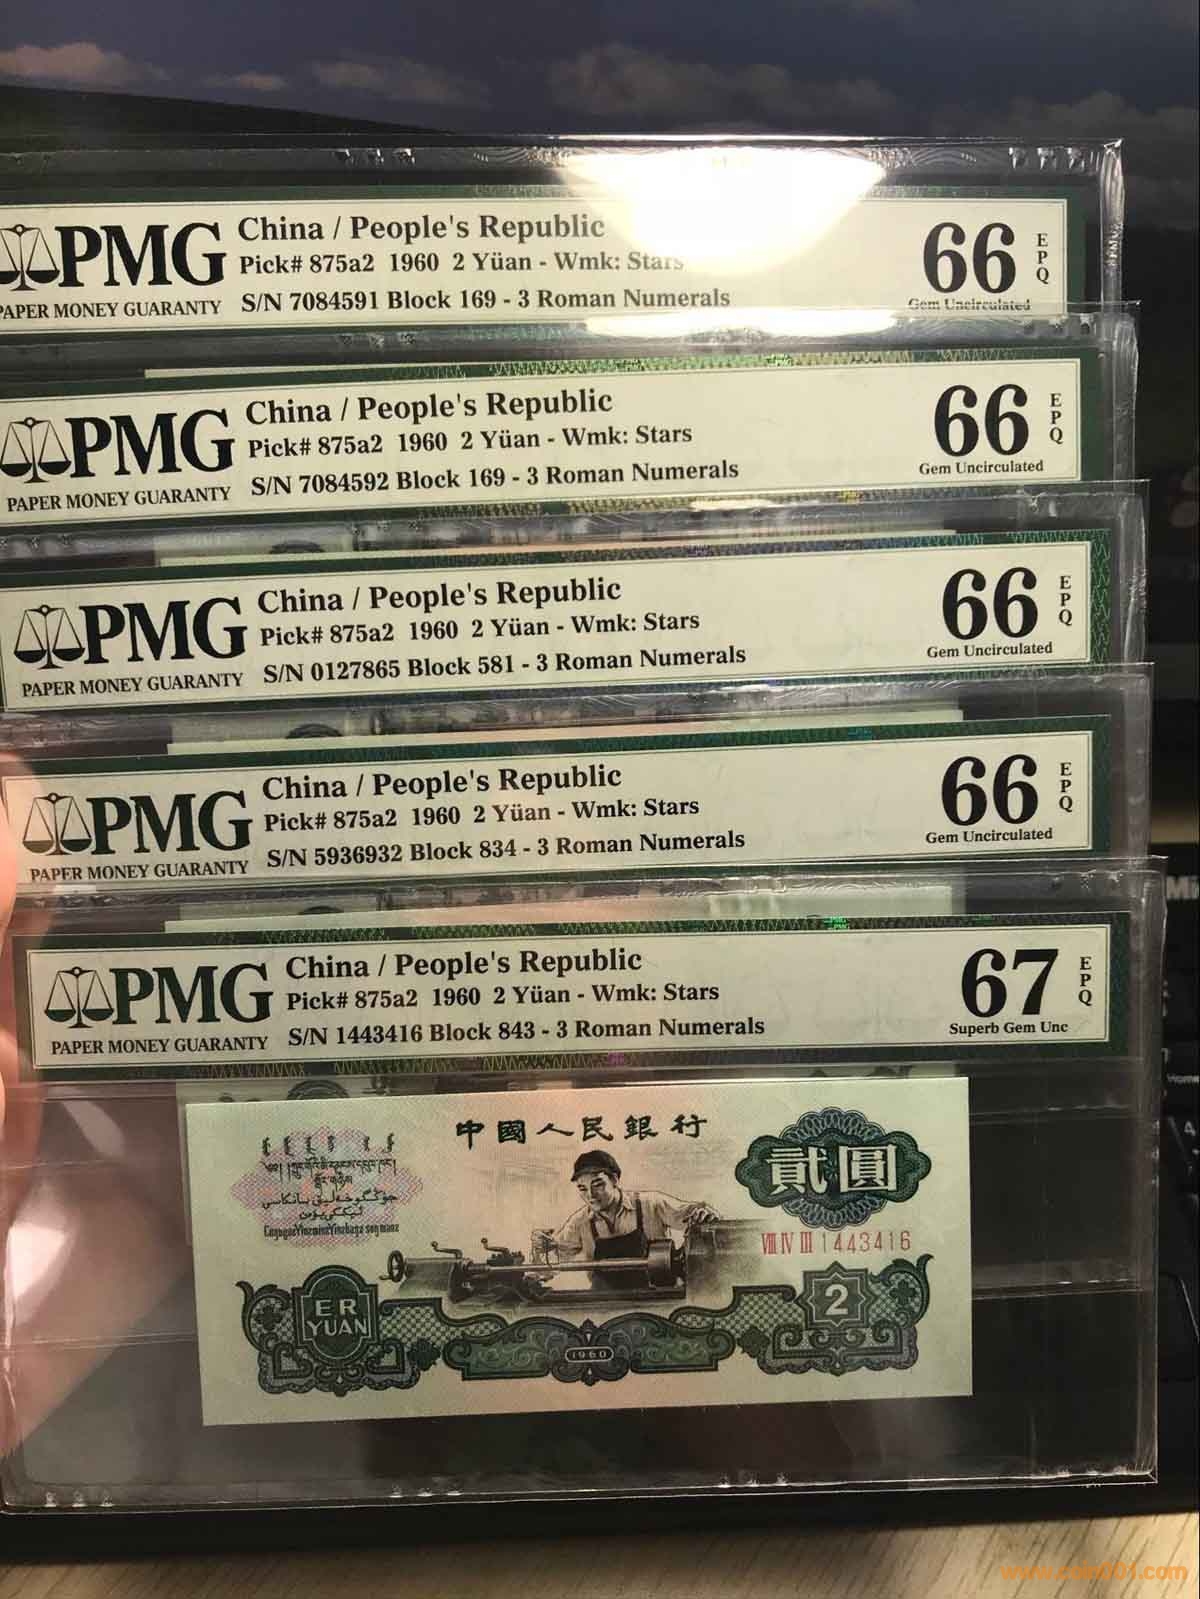 PMG
PAPER MONEY GUARANTY
China / People's Republic
Pick# 875a2 1960 2 Yüan - Wmk: Stars
S/N 7084591 Block 169 - 3 Roman Numerals
66 EPQ
Gem Uncirculated
PMG
PAPER MONEY GUARANTY
China / People's Republic
Pick# 875a2 1960 2 Yüan - Wmk: Stars
S/N 7084592 Block 169 - 3 Roman Numerals
66 EPQ
Gem Uncirculated
PMG
PAPER MONEY GUARANTY
China / People's Republic
Pick# 875a2 1960 2 Yüan - Wmk: Stars
S/N 0127865 Block 581 - 3 Roman Numerals
66 EPQ
Gem Uncirculated
PMG
PAPER MONEY GUARANTY
China / People's Republic
Pick# 875a2 1960 2 Yüan - Wmk: Stars
S/N 5936932 Block 834 - 3 Roman Numerals
66 EPQ
Gem Uncirculated
PMG
PAPER MONEY GUARANTY
China / People's Republic
Pick# 875a2 1960 2 Yüan - Wmk: Stars
S/N 1443416 Block 843 - 3 Roman Numerals
67 EPQ
Superb Gem Unc
中國人民銀行
貳圓
VIII IV III 1443416
ER
YUAN
2
1960
Home
4